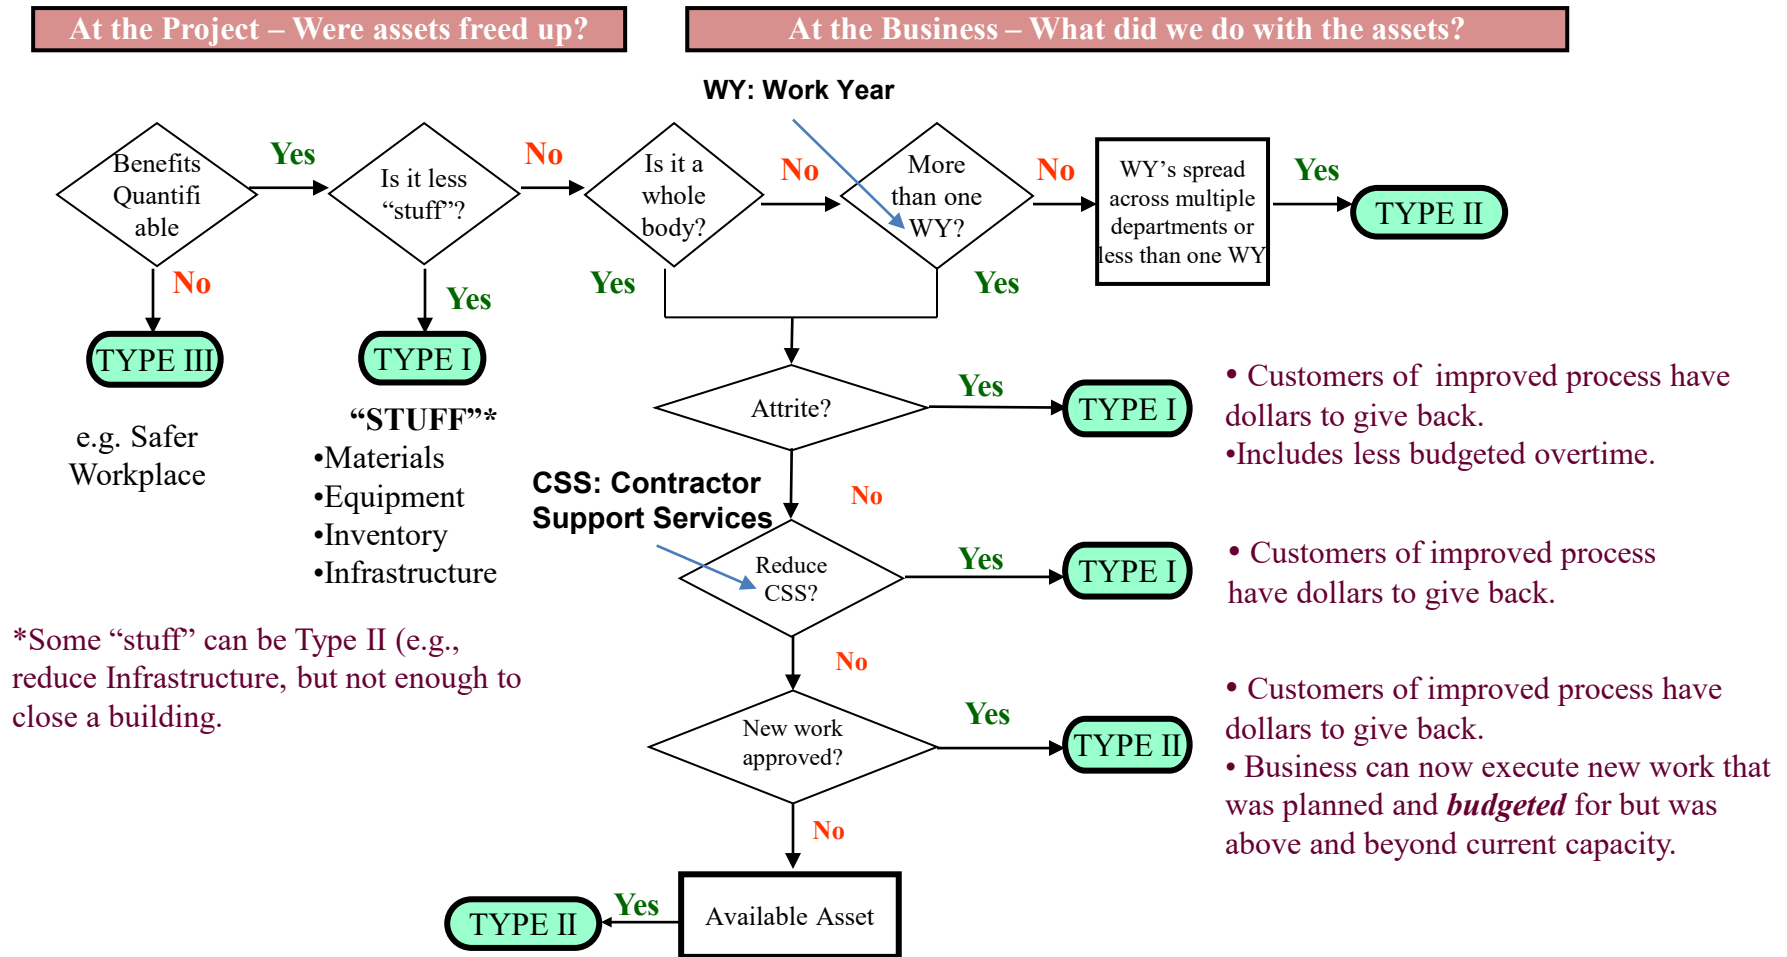 At the Project – Were assets freed up?
At the Business – What did we do with the assets?
WY: Work Year
Benefits
Quantifi
able
Yes
Is it less
“stuff”?
No
Is it a
whole
body?
No
More
than one
WY?
No
WY’s spread
across multiple
departments or
less than one WY
Yes
TYPE II
No
Yes
Yes
Yes
TYPE III
TYPE I
e.g. Safer
Workplace
“STUFF”*
•Materials
•Equipment
•Inventory
•Infrastructure
*Some “stuff” can be Type II (e.g.,
reduce Infrastructure, but not enough to
close a building.
Attrite?
Yes
TYPE I
• Customers of improved process have
dollars to give back.
•Includes less budgeted overtime.
No
CSS: Contractor
Support Services
Reduce
CSS?
Yes
TYPE I
• Customers of improved process
have dollars to give back.
No
New work
approved?
Yes
TYPE II
• Customers of improved process have
dollars to give back.
• Business can now execute new work that
was planned and budgeted for but was
above and beyond current capacity.
No
Available Asset
Yes
TYPE II